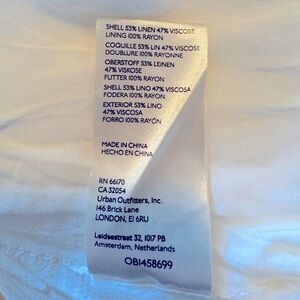 SHELL 53% LINEN 47% VISCOSE
LINING 100% RAYON
COQUILLE 53% LIN 47% VISCOSE
DOUBLURE 100% RAYONNE
OBERSTOFF 53% LEINEN
47% VISKOSE
FUTTER 100% RAYON
SHELL 53% LINO 47% VISCOSA
FODERA 100% RAYON
EXTERIOR 53% LINO
47% VISCOSA
FORRO 100% RAYÓN
MADE IN CHINA
HECHO EN CHINA
RN 66170
CA 32054
Urban Outfitters, Inc.
146 Brick Lane
LONDON, E1 6RU
Leidsestraat 32, 1017 PB
Amsterdam, Netherlands
OB1458699